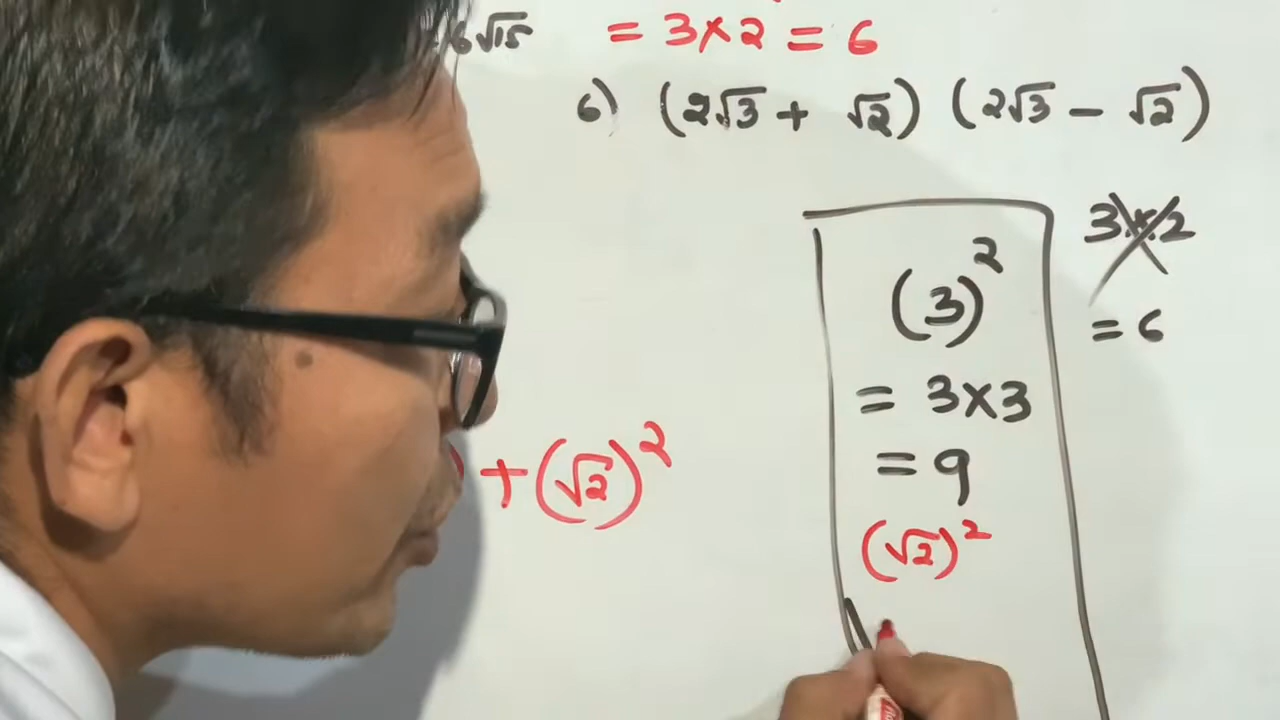 = 6√15 = 3×2 = 6
6) (2√3 + √2) (2√3 - √2)
3×2
= 6
(3)²
= 3×3
= 9
) + (√2)²
(√2)²